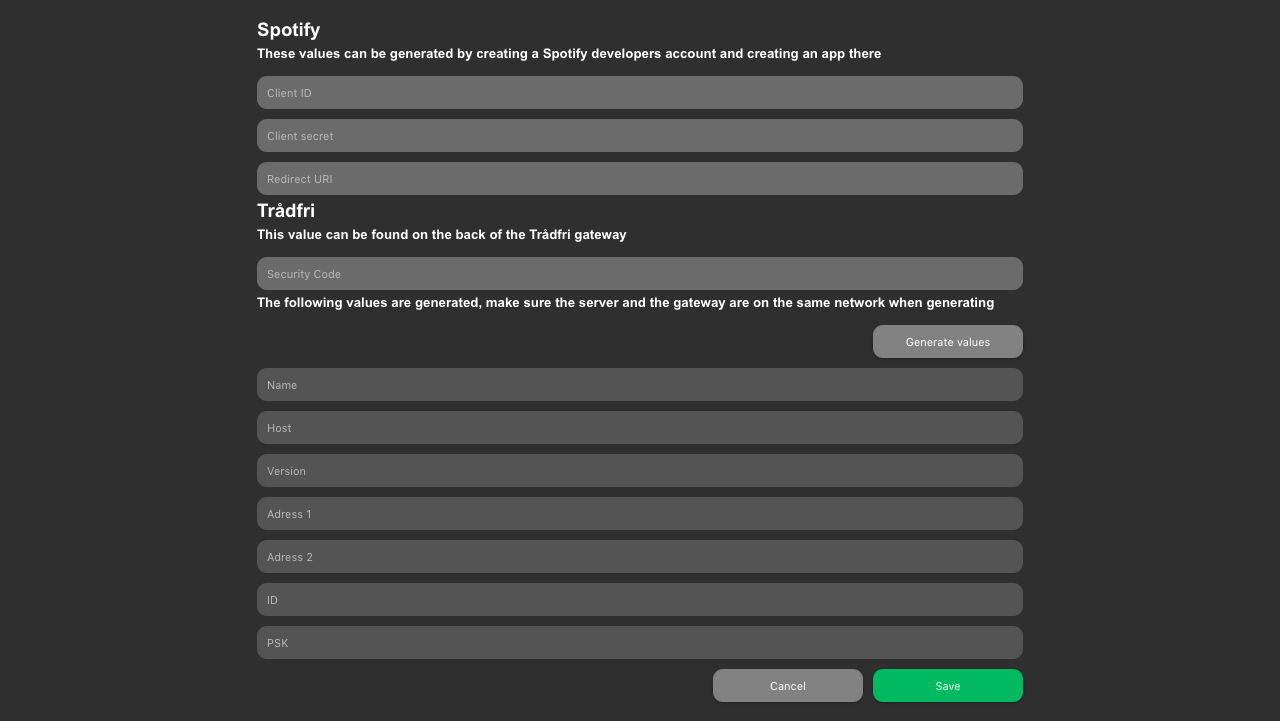 Spotify
These values can be generated by creating a Spotify developers account and creating an app there
Client ID
Client secret
Redirect URI
Trådfri
This value can be found on the back of the Trådfri gateway
Security Code
The following values are generated, make sure the server and the gateway are on the same network when generating
Generate values
Name
Host
Version
Adress 1
Adress 2
ID
PSK
Cancel Save